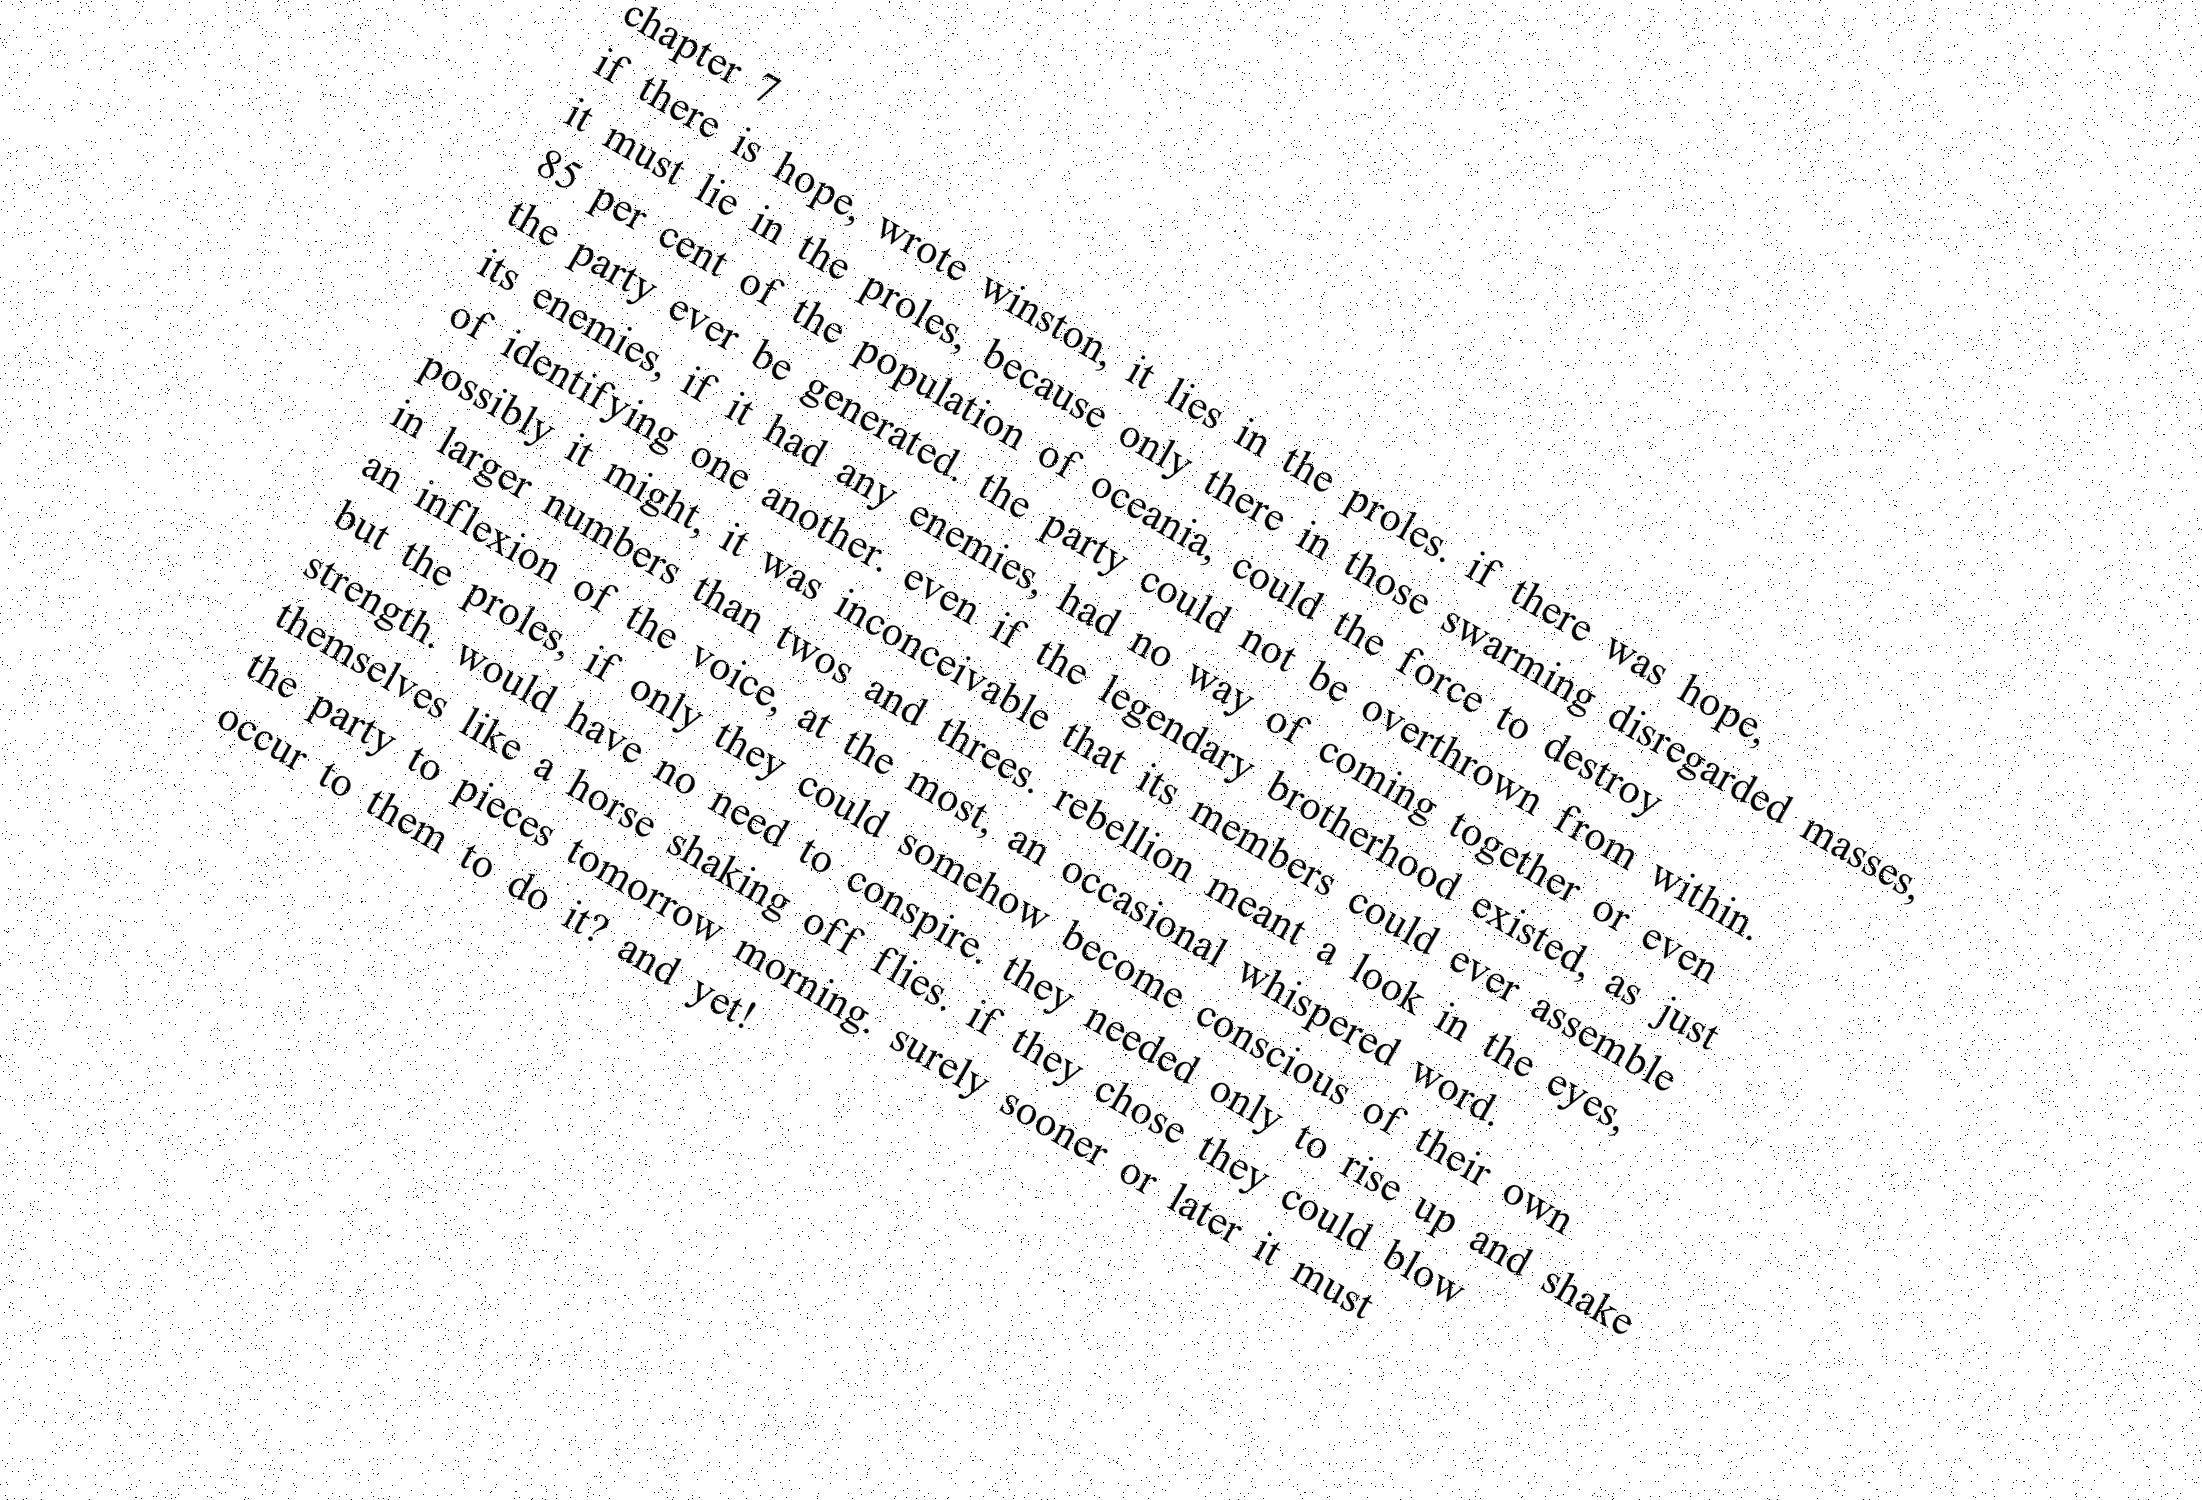 chapter 7
if there is hope, wrote winston, it lies in the proles. if there was hope,
it must lie in the proles, because only there in those swarming disregarded masses,
85 per cent of the population of oceania, could the force to destroy
the party ever be generated. the party could not be overthrown from within.
its enemies, if it had any enemies, had no way of coming together or even
of identifying one another. even if the legendary brotherhood existed, as just
possibly it might, it was inconceivable that its members could ever assemble
in larger numbers than twos and threes. rebellion meant a look in the eyes,
an inflexion of the voice, at the most, an occasional whispered word.
but the proles, if only they could somehow become conscious of their own
strength. would have no need to conspire. they needed only to rise up and shake
themselves like a horse shaking off flies. if they chose they could blow
the party to pieces tomorrow morning. surely sooner or later it must
occur to them to do it? and yet!